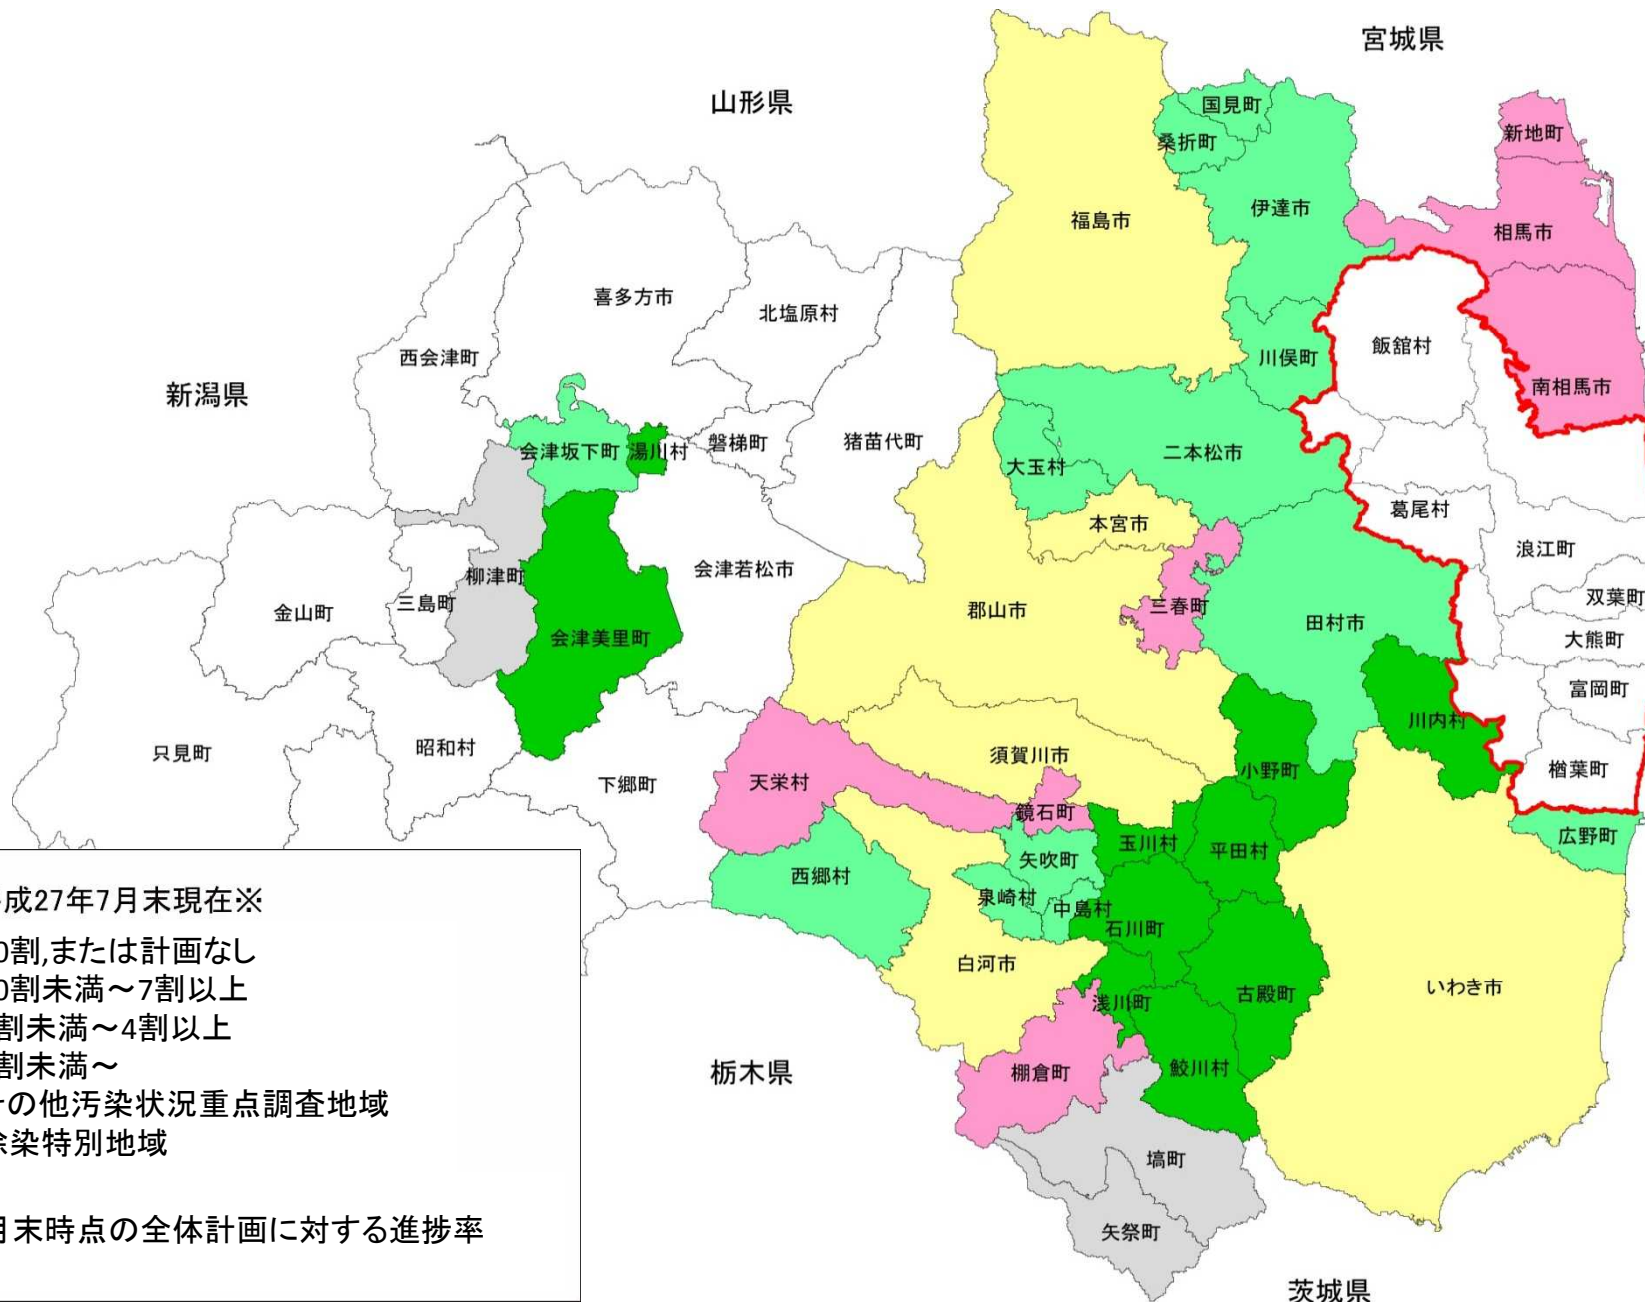 宮城県
山形県
国見町
新地町
桑折町
伊達市
福島市
相馬市
喜多方市
北塩原村
飯舘村
西会津町
川俣町
新潟県
南相馬市
会津坂下町
湯川村
磐梯町
猪苗代町
大玉村
二本松市
葛尾村
本宮市
浪江町
会津若松市
柳津町
三島町
金山町
双葉町
郡山市
三春町
田村市
会津美里町
大熊町
富岡町
川内村
昭和村
只見町
須賀川市
小野町
楢葉町
下郷町
天栄村
鏡石町
玉川村
平田村
広野町
矢吹町
西郷村
泉崎村
中島村
石川町
白河市
いわき市
古殿町
浅川町
鮫川村
棚倉町
栃木県
塙町
矢祭町
茨城県
成27年7月末現在※
0割,または計画なし
0割未満～7割以上
割未満～4割以上
割未満～
の他汚染状況重点調査地域
染特別地域
月末時点の全体計画に対する進捗率